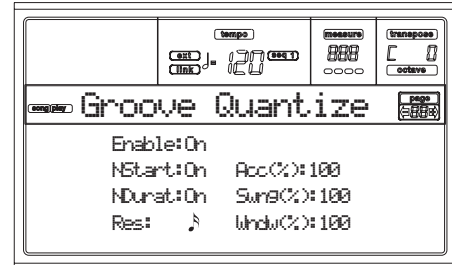 tempo measure transpose
ext link = 120 seq 1 888 C 0
octave
song play Groove Quantize page 88
Enable:On
NStart:On Acc(%):100
NDurat:On Swng(%):100
Res: Wndw(%):100